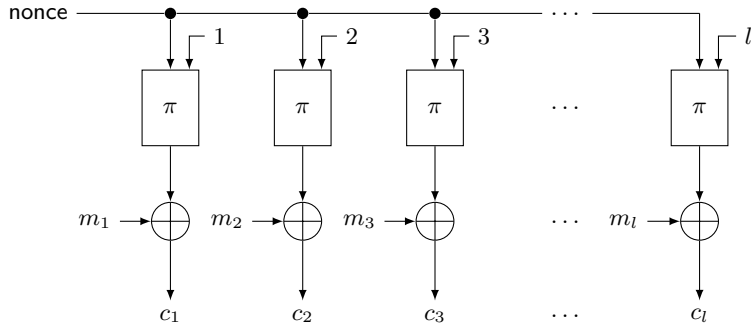 nonce ...
1 2 3 l
π π π ... π
m₁ m₂ m₃ ... mₗ
c₁ c₂ c₃ ... cₗ